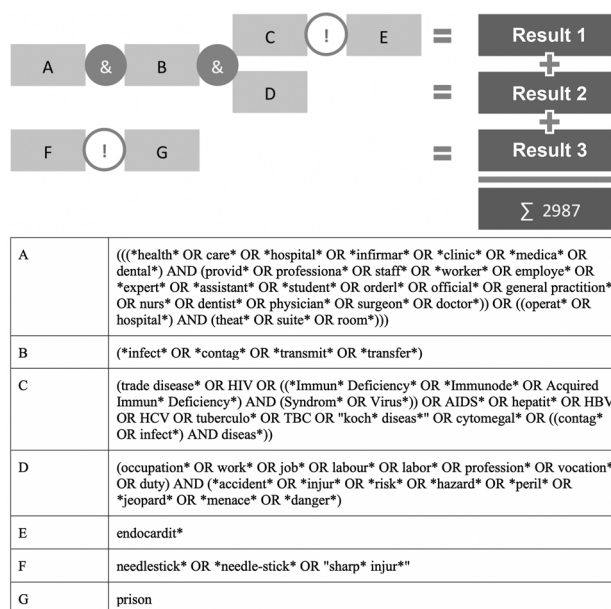 C ! E = Result 1
A & B & +
D = Result 2
+
F ! G = Result 3
∑ 2987
A
(((*health* OR care* OR *hospital* OR *infirmar* OR *clinic* OR *medica* OR
dental*) AND (provid* OR professiona* OR staff* OR *worker* OR employe* OR
*expert* OR *assistant* OR *student* OR orderl* OR official* OR general practition*
OR nurs* OR dentist* OR physician* OR surgeon* OR doctor*)) OR ((operat* OR
hospital*) AND (theat* OR suite* OR room*)))
B
(*infect* OR *contag* OR *transmit* OR *transfer*)
C
(trade disease* OR HIV OR ((*Immun* Deficiency* OR *Immunode* OR Acquired
Immun* Deficiency*) AND (Syndrom* OR Virus*)) OR AIDS* OR hepatit* OR HBV
OR HCV OR tuberculo* OR TBC OR "koch* diseas*" OR cytomegal* OR ((contag*
OR infect*) AND diseas*))
D
(occupation* OR work* OR job* OR labour* OR labor* OR profession* OR vocation*
OR duty) AND (*accident* OR *injur* OR *risk* OR *hazard* OR *peril* OR
*jeopard* OR *menace* OR *danger*)
E
endocardit*
F
needlestick* OR *needle-stick* OR "sharp* injur*"
G
prison